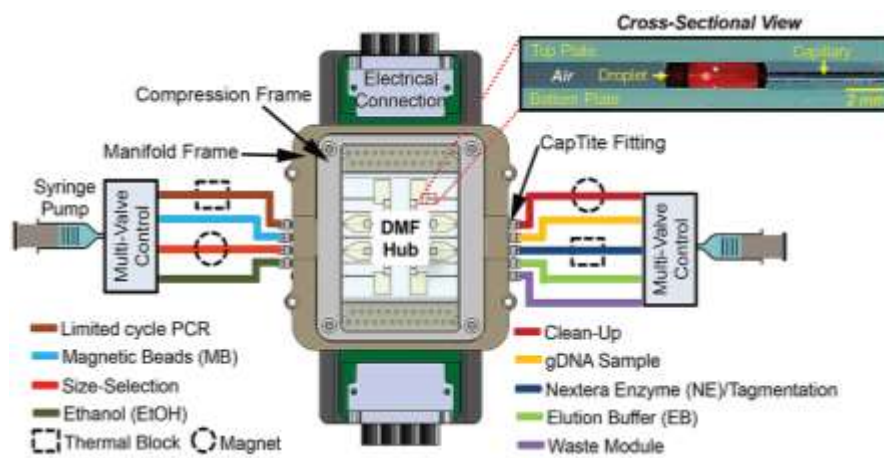 Cross-Sectional View
Top Plate
Capillary
Air
Droplet
Bottom Plate
2 mm
Electrical
Connection
Compression Frame
Manifold Frame
CapTite Fitting
Syringe
Pump
Multi-Valve
Control
DMF
Hub
Multi-Valve
Control
Limited cycle PCR
Magnetic Beads (MB)
Size-Selection
Ethanol (EtOH)
Thermal Block
Magnet
Clean-Up
gDNA Sample
Nextera Enzyme (NE)/Tagmentation
Elution Buffer (EB)
Waste Module